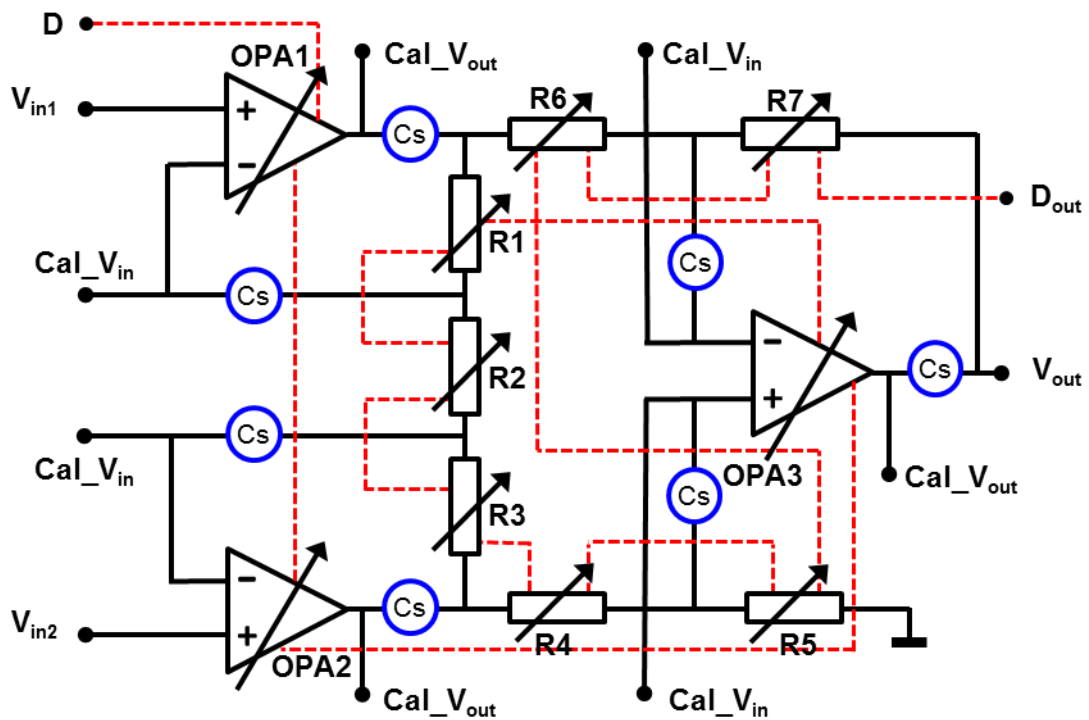 D
OPA1
Cal_Vout
Cal_Vin
Vin1
+
Cs
R6
R7
−
Dout
R1
Cal_Vin
Cs
Cs
−
R2
Cs
Vout
+
Cs
Cal_Vin
OPA3
Cal_Vout
R3
Cs
−
Cs
Vin2
+
R4
R5
OPA2
Cal_Vout
Cal_Vin